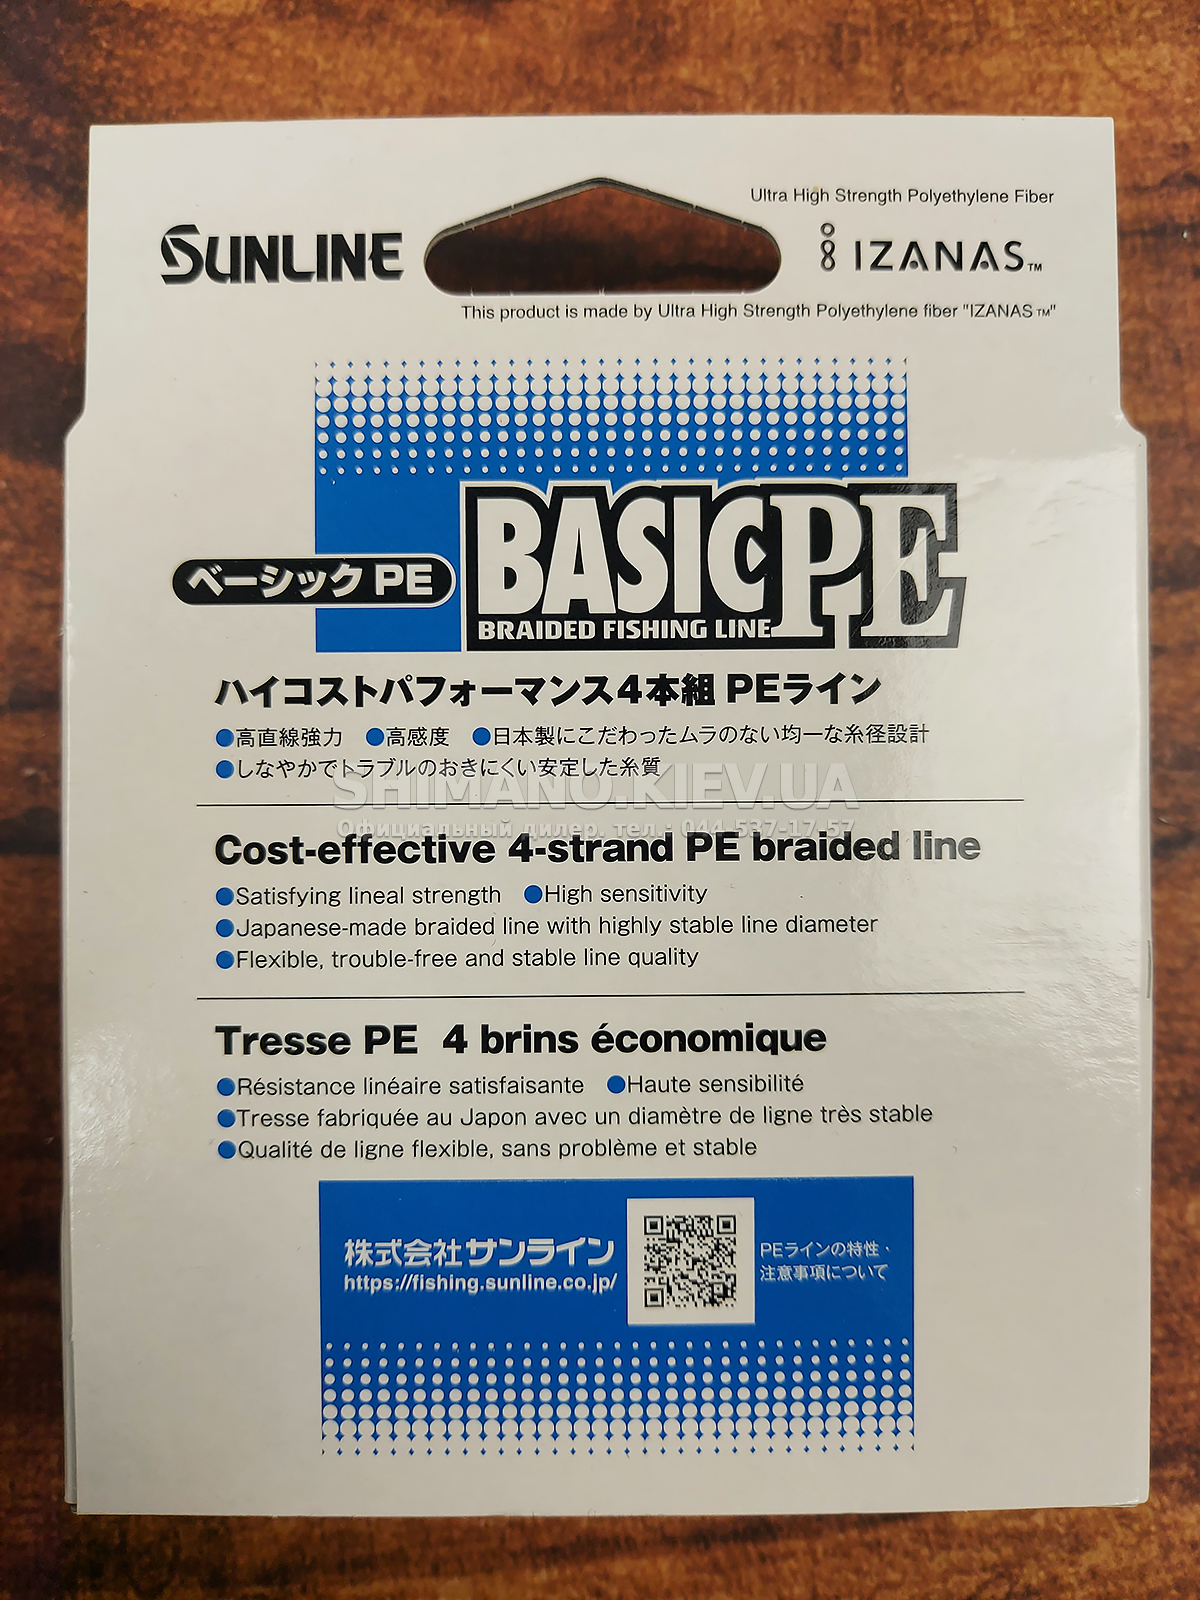 Ultra High Strength Polyethylene Fiber
SUNLINE
IZANAS™
This product is made by Ultra High Strength Polyethylene fiber "IZANAS™"
BASIC PE
ベーシック PE
BRAIDED FISHING LINE
ハイコストパフォーマンス4本組 PEライン
●高直線強力 ●高感度 ●日本製にこだわったムラのない均一な糸径設計
●しなやかでトラブルのおきにくい安定した糸質
SHIMANO.KIEV.UA
Официальный дилер. тел.: 044 537-17-57
Cost-effective 4-strand PE braided line
●Satisfying lineal strength ●High sensitivity
●Japanese-made braided line with highly stable line diameter
●Flexible, trouble-free and stable line quality
Tresse PE 4 brins économique
●Résistance linéaire satisfaisante ●Haute sensibilité
●Tresse fabriquée au Japon avec un diamètre de ligne très stable
●Qualité de ligne flexible, sans problème et stable
株式会社サンライン
https://fishing.sunline.co.jp/
PEラインの特性・
注意事項について